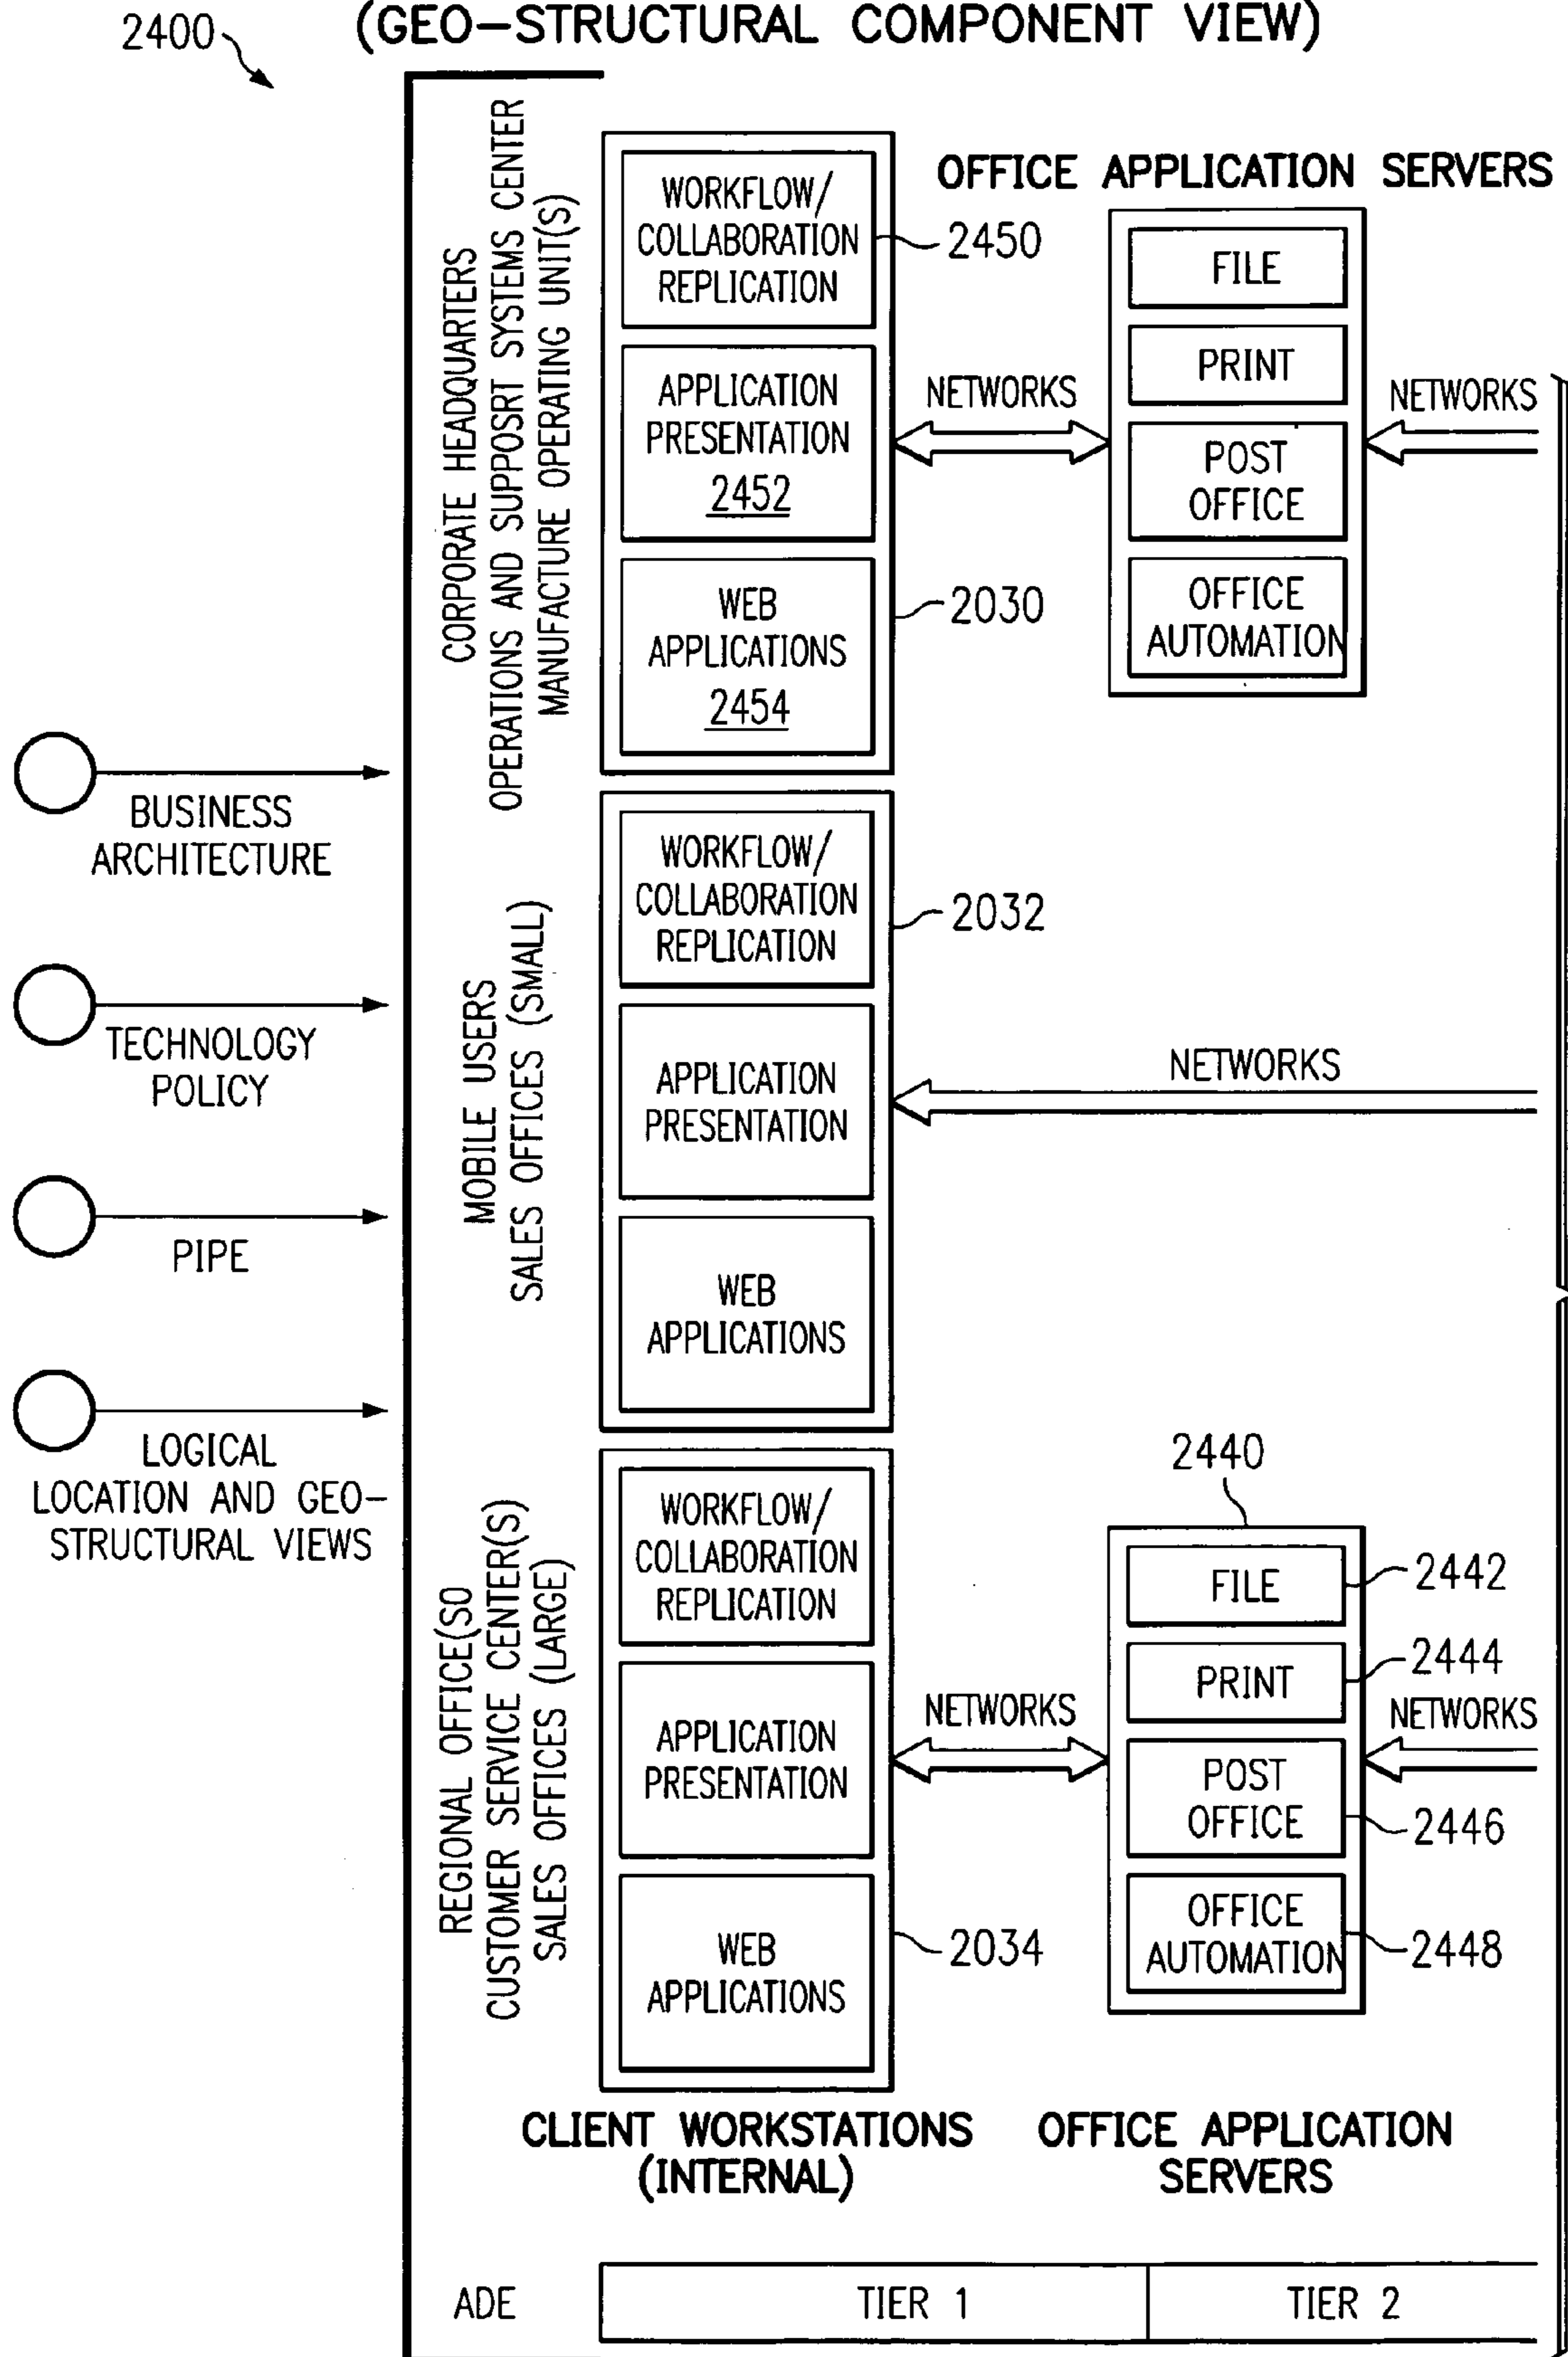 (GEO-STRUCTURAL COMPONENT VIEW)
2400
CORPORATE HEADQUARTERS
OPERATIONS AND SUPPOSRT SYSTEMS CENTER
MANUFACTURE OPERATING UNIT(S)
WORKFLOW/
COLLABORATION
REPLICATION
2450
APPLICATION
PRESENTATION
2452
WEB
APPLICATIONS
2454
2030
NETWORKS
OFFICE APPLICATION SERVERS
FILE
PRINT
POST
OFFICE
OFFICE
AUTOMATION
NETWORKS
BUSINESS
ARCHITECTURE
TECHNOLOGY
POLICY
PIPE
LOGICAL
LOCATION AND GEO-
STRUCTURAL VIEWS
MOBILE USERS
SALES OFFICES (SMALL)
WORKFLOW/
COLLABORATION
REPLICATION
2032
APPLICATION
PRESENTATION
WEB
APPLICATIONS
NETWORKS
REGIONAL OFFICE(SO
CUSTOMER SERVICE CENTER(S)
SALES OFFICES (LARGE)
WORKFLOW/
COLLABORATION
REPLICATION
APPLICATION
PRESENTATION
WEB
APPLICATIONS
2034
NETWORKS
2440
FILE
2442
PRINT
2444
POST
OFFICE
2446
OFFICE
AUTOMATION
2448
NETWORKS
CLIENT WORKSTATIONS
(INTERNAL)
OFFICE APPLICATION
SERVERS
ADE
TIER 1
TIER 2